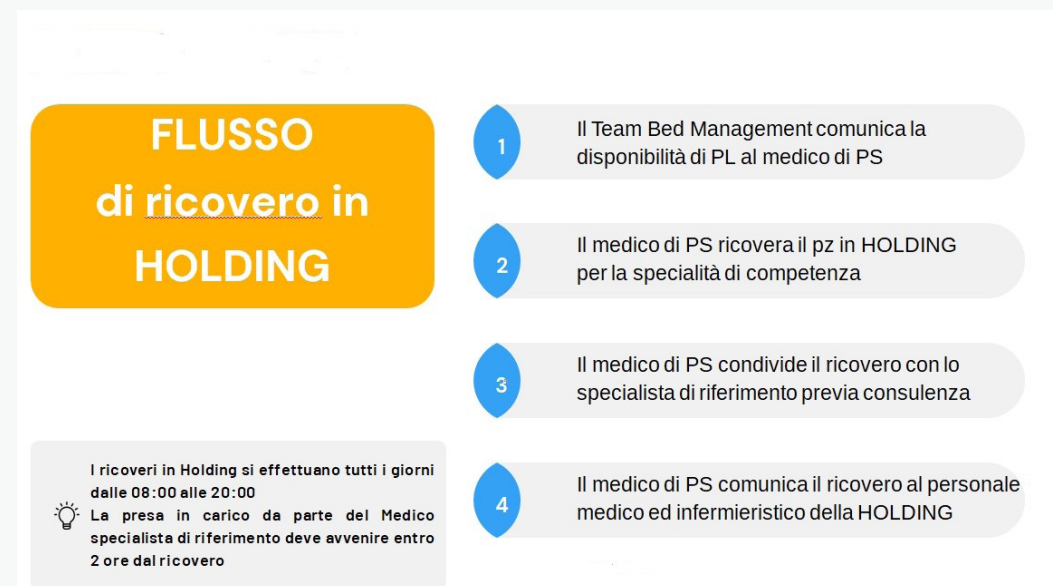 FLUSSO
di ricovero in
HOLDING
I ricoveri in Holding si effettuano tutti i giorni
dalle 08:00 alle 20:00
La presa in carico da parte del Medico
specialista di riferimento deve avvenire entro
2 ore dal ricovero
1
Il Team Bed Management comunica la
disponibilità di PL al medico di PS
2
Il medico di PS ricovera il pz in HOLDING
per la specialità di competenza
3
Il medico di PS condivide il ricovero con lo
specialista di riferimento previa consulenza
4
Il medico di PS comunica il ricovero al personale
medico ed infermieristico della HOLDING